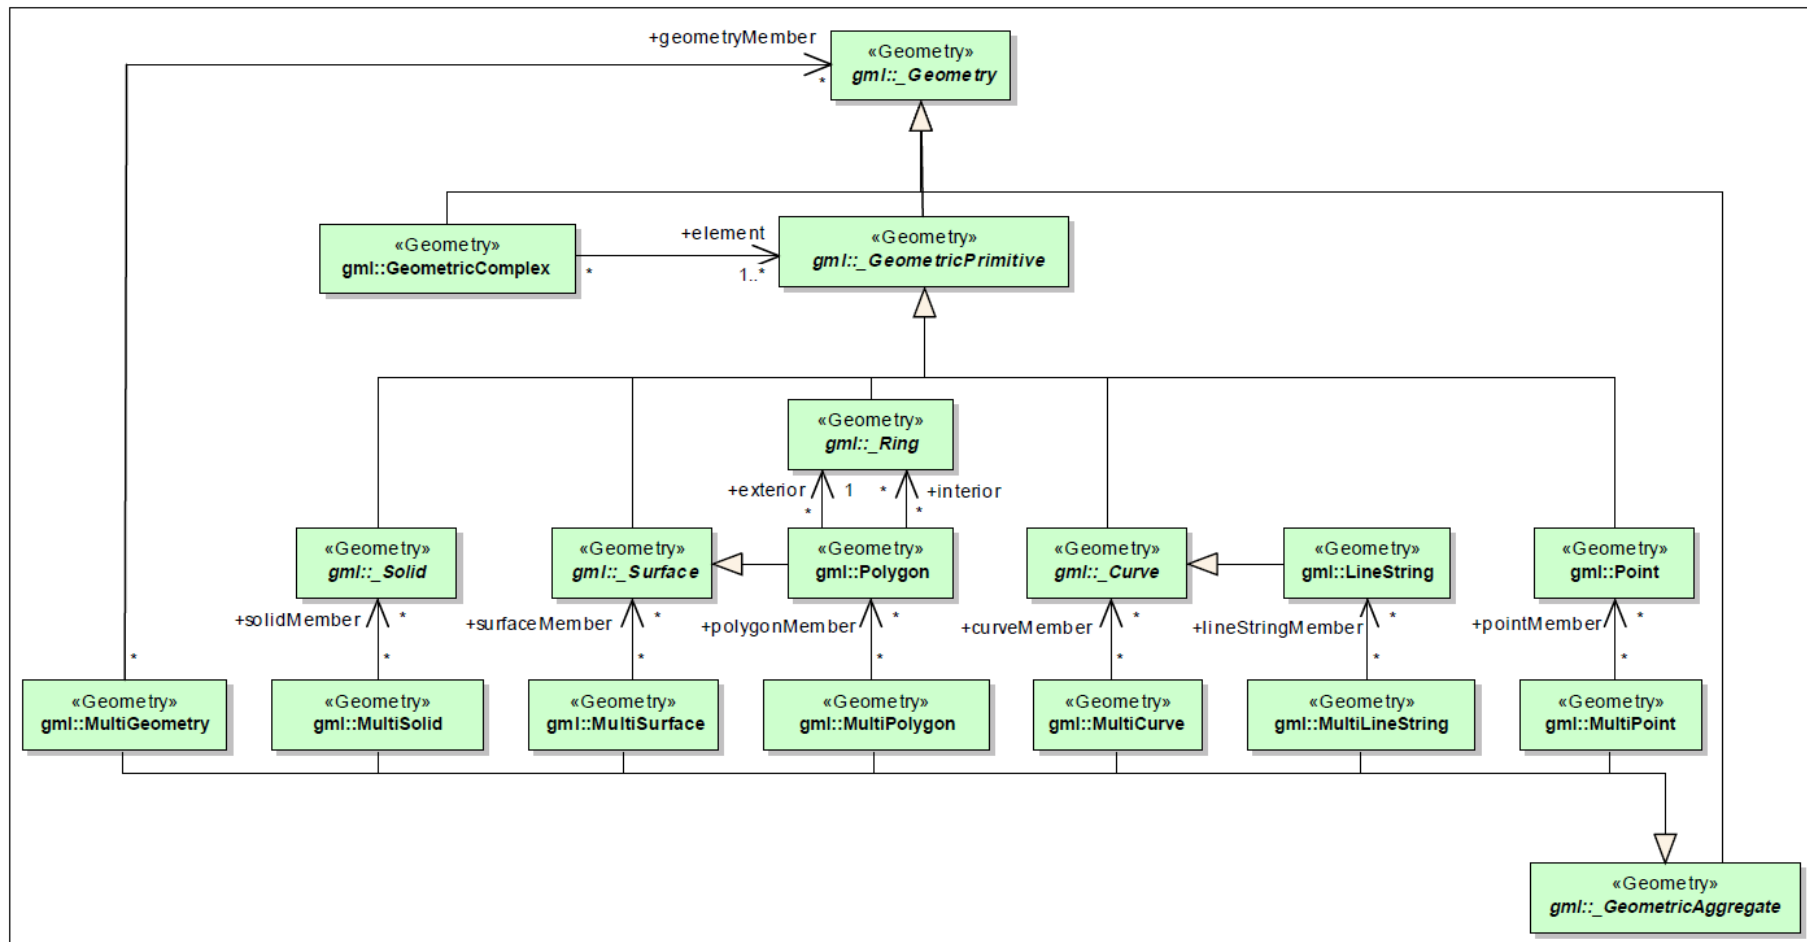 +geometryMember
«Geometry»
gml::_Geometry
*
«Geometry»
gml::GeometricComplex
*
+element
1..*
«Geometry»
gml::_GeometricPrimitive
«Geometry»
gml::_Ring
+exterior
1
*
+interior
*
*
«Geometry»
gml::_Solid
«Geometry»
gml::_Surface
«Geometry»
gml::Polygon
«Geometry»
gml::_Curve
«Geometry»
gml::LineString
«Geometry»
gml::Point
+solidMember
*
+surfaceMember
*
+polygonMember
*
+curveMember
*
+lineStringMember
*
+pointMember
*
*
*
*
*
*
*
*
«Geometry»
gml::MultiGeometry
«Geometry»
gml::MultiSolid
«Geometry»
gml::MultiSurface
«Geometry»
gml::MultiPolygon
«Geometry»
gml::MultiCurve
«Geometry»
gml::MultiLineString
«Geometry»
gml::MultiPoint
«Geometry»
gml::_GeometricAggregate